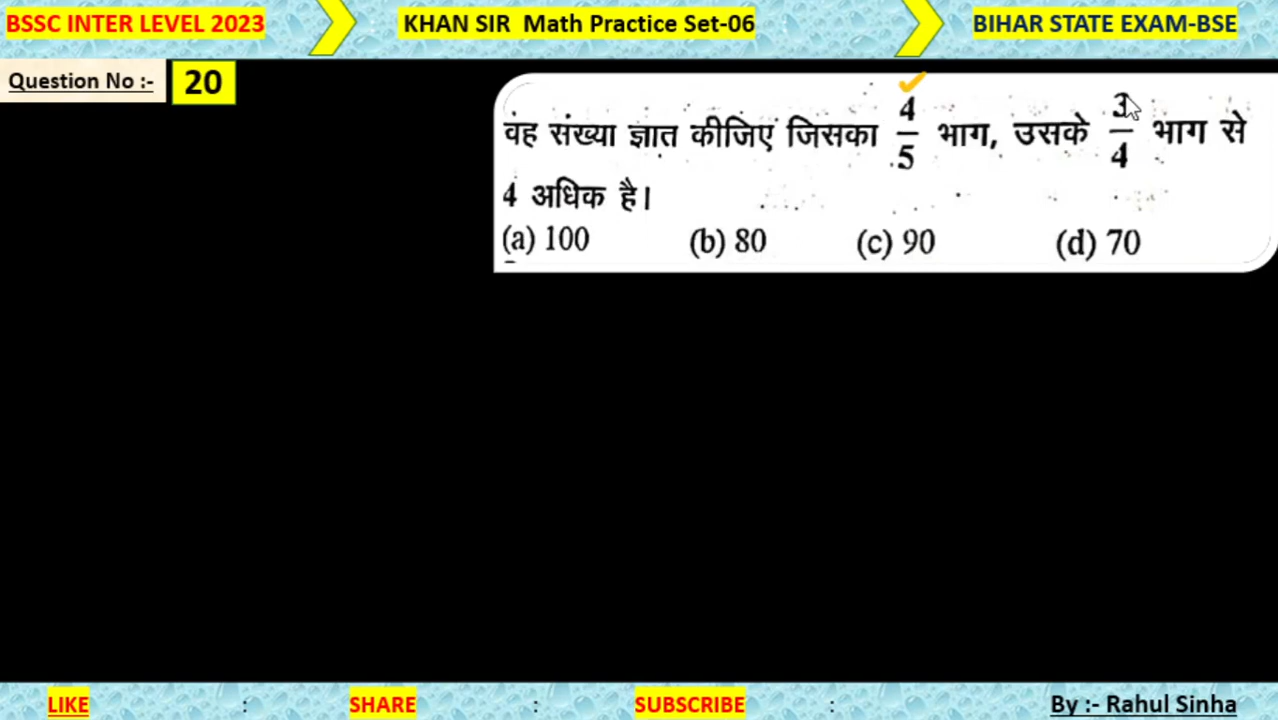 BSSC INTER LEVEL 2023
KHAN SIR Math Practice Set-06
BIHAR STATE EXAM-BSE
Question No :- 20
वह संख्या ज्ञात कीजिए जिसका 4/5 भाग, उसके 3/4 भाग से
4 अधिक है।
(a) 100 (b) 80 (c) 90 (d) 70
LIKE : SHARE : SUBSCRIBE : By :- Rahul Sinha